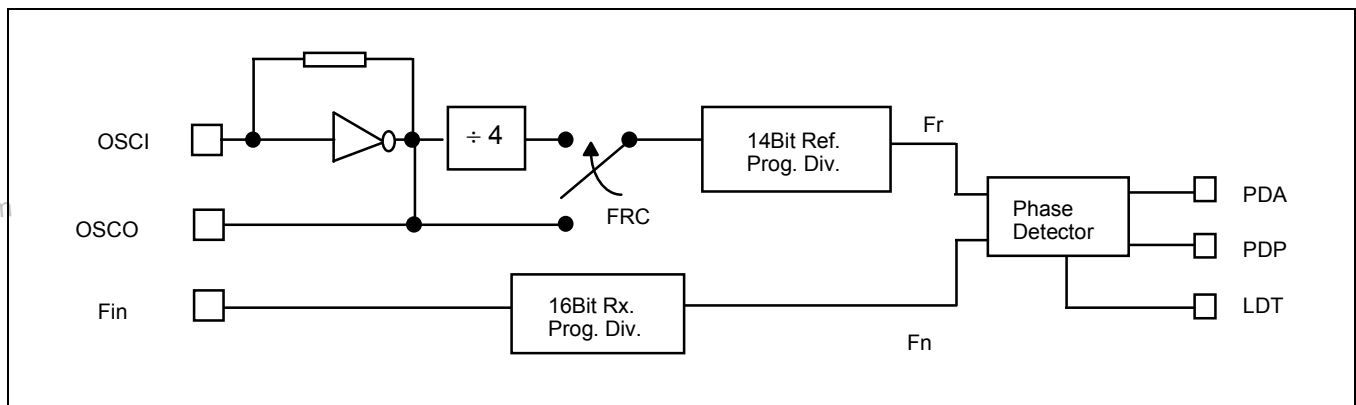 OSCI
÷ 4
14Bit Ref.
Prog. Div.
Fr
FRC
Phase
Detector
PDA
OSCO
PDP
Fin
16Bit Rx.
Prog. Div.
LDT
Fn
m